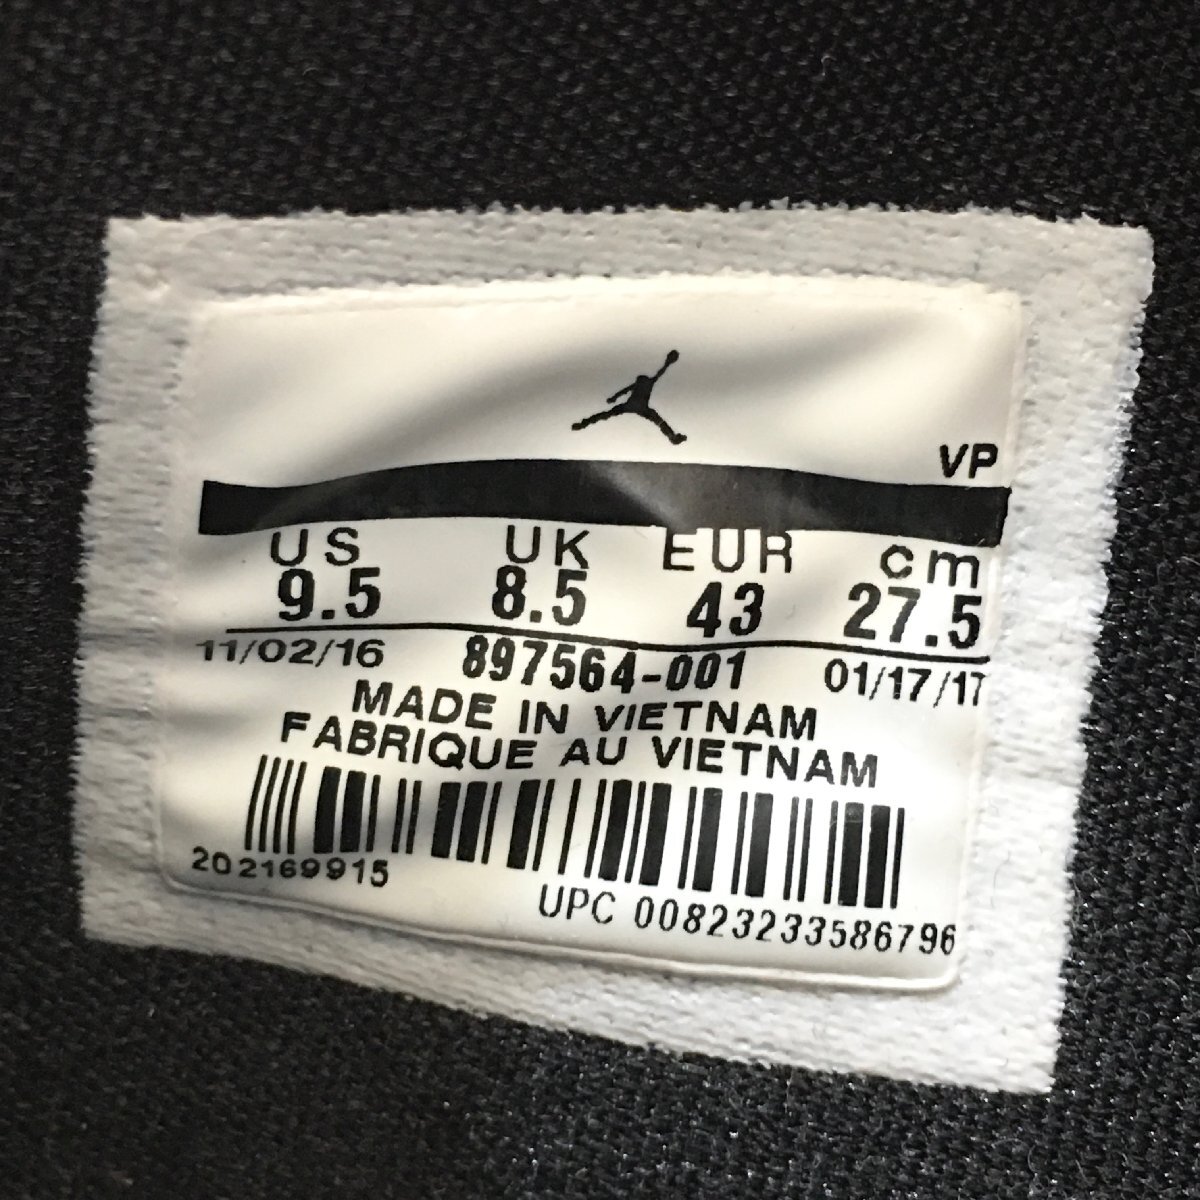 VP
US UK EUR cm
9.5 8.5 43 27.5
11/02/16 897564-001 01/17/17
MADE IN VIETNAM
FABRIQUE AU VIETNAM
202169915
UPC 00823233586796